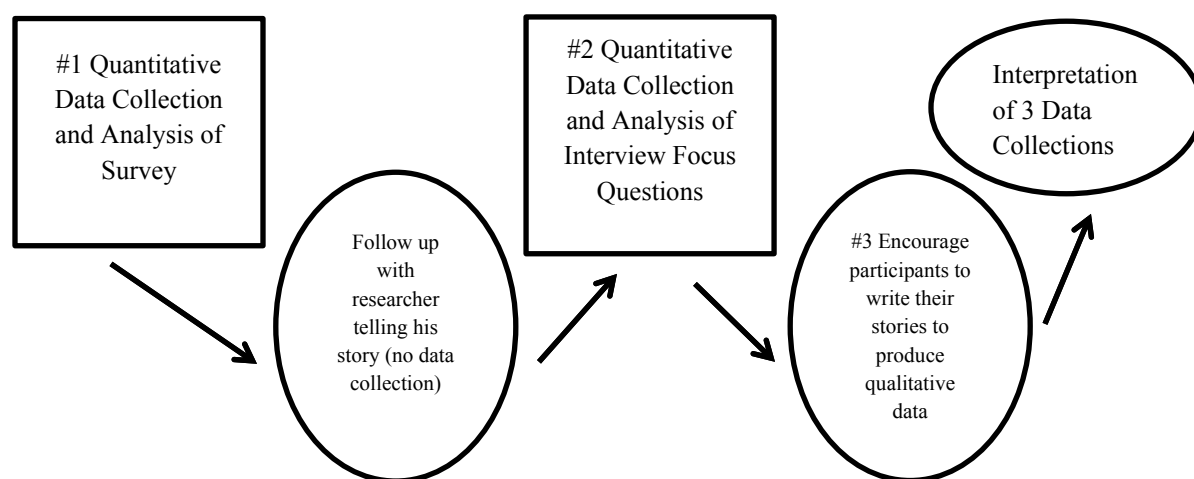 #1 Quantitative
Data Collection
and Analysis of
Survey
Follow up
with
researcher
telling his
story (no data
collection)
#2 Quantitative
Data Collection
and Analysis of
Interview Focus
Questions
#3 Encourage
participants to
write their
stories to
produce
qualitative
data
Interpretation
of 3 Data
Collections